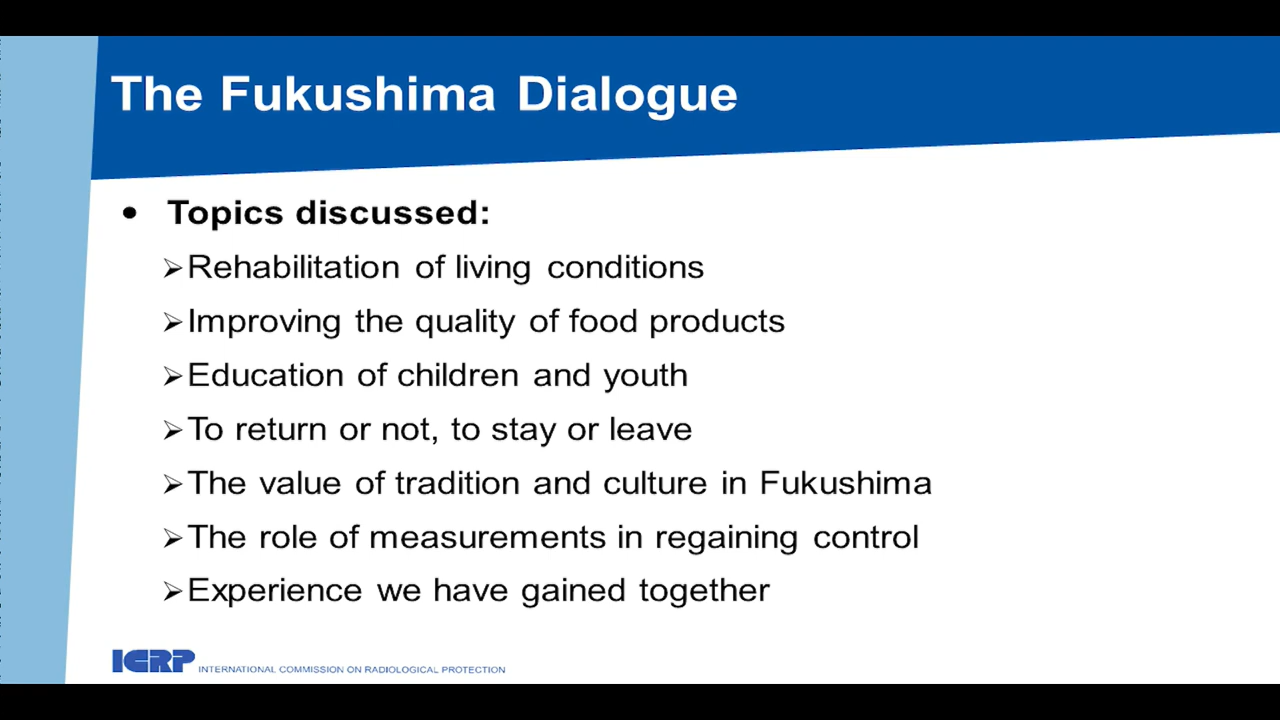 The Fukushima Dialogue
• Topics discussed:
➢Rehabilitation of living conditions
➢Improving the quality of food products
➢Education of children and youth
➢To return or not, to stay or leave
➢The value of tradition and culture in Fukushima
➢The role of measurements in regaining control
➢Experience we have gained together
ICRP INTERNATIONAL COMMISSION ON RADIOLOGICAL PROTECTION